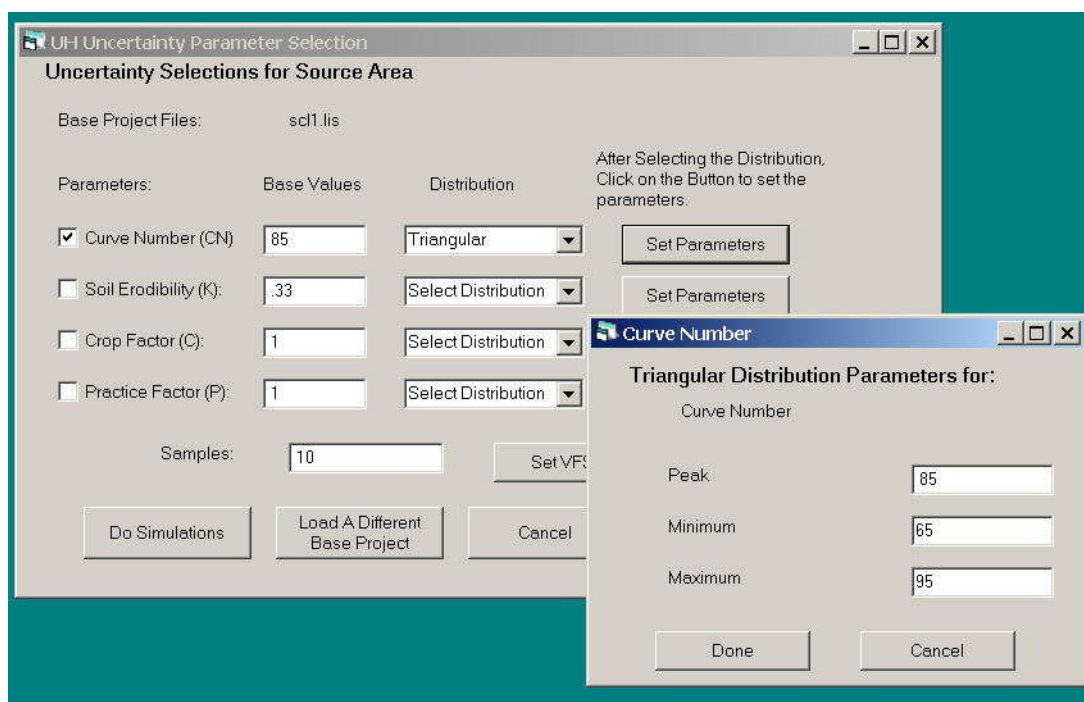 UH Uncertainty Parameter Selection
Uncertainty Selections for Source Area
Base Project Files: scl1.lis
After Selecting the Distribution,
Click on the Button to set the
parameters.
Parameters: Base Values Distribution
Curve Number (CN) 85 Triangular Set Parameters
Soil Erodibility (K): .33 Select Distribution Set Parameters
Crop Factor (C): 1 Select Distribution
Practice Factor (P): 1 Select Distribution
Samples: 10 Set VFS
Do Simulations
Load A Different
Base Project
Cancel
Curve Number
Triangular Distribution Parameters for:
Curve Number
Peak 85
Minimum 65
Maximum 95
Done Cancel